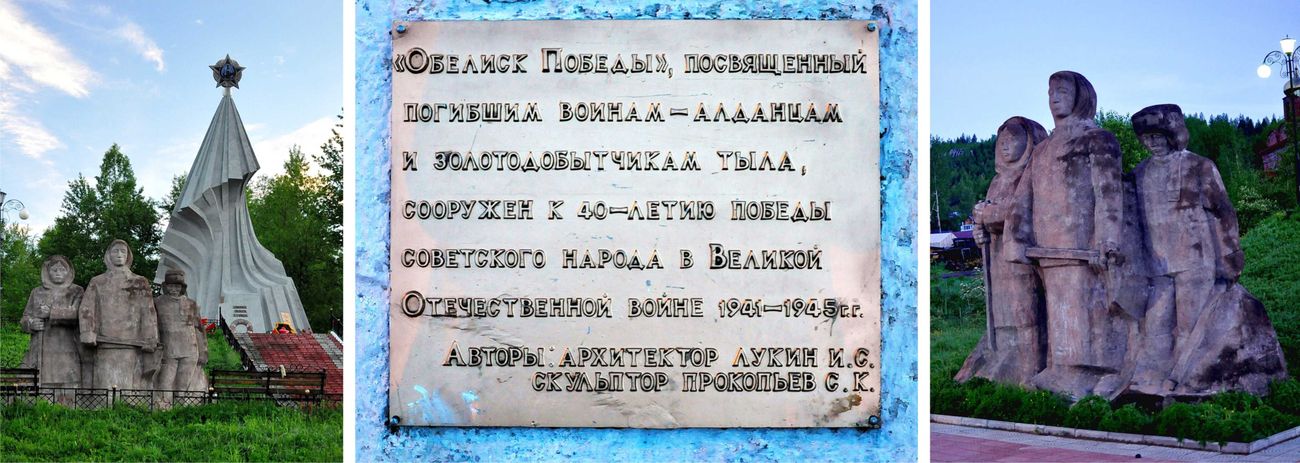 «Обелиск Победы», посвященный
погибшим воинам—алданцам
и золотодобытчикам тыла,
сооружен к 40—летию победы
советского народа в Великой
Отечественной войне 1941—1945г.г.
Авторы: архитектор Лукин И.С.
скульптор Прокопьев С.К.